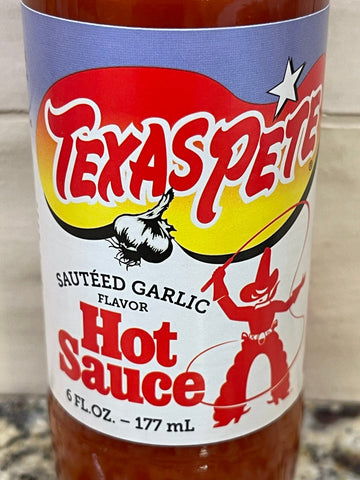 TEXAS PETE
SAUTÉED GARLIC
FLAVOR
Hot
Sauce
6 FL.OZ. – 177 mL